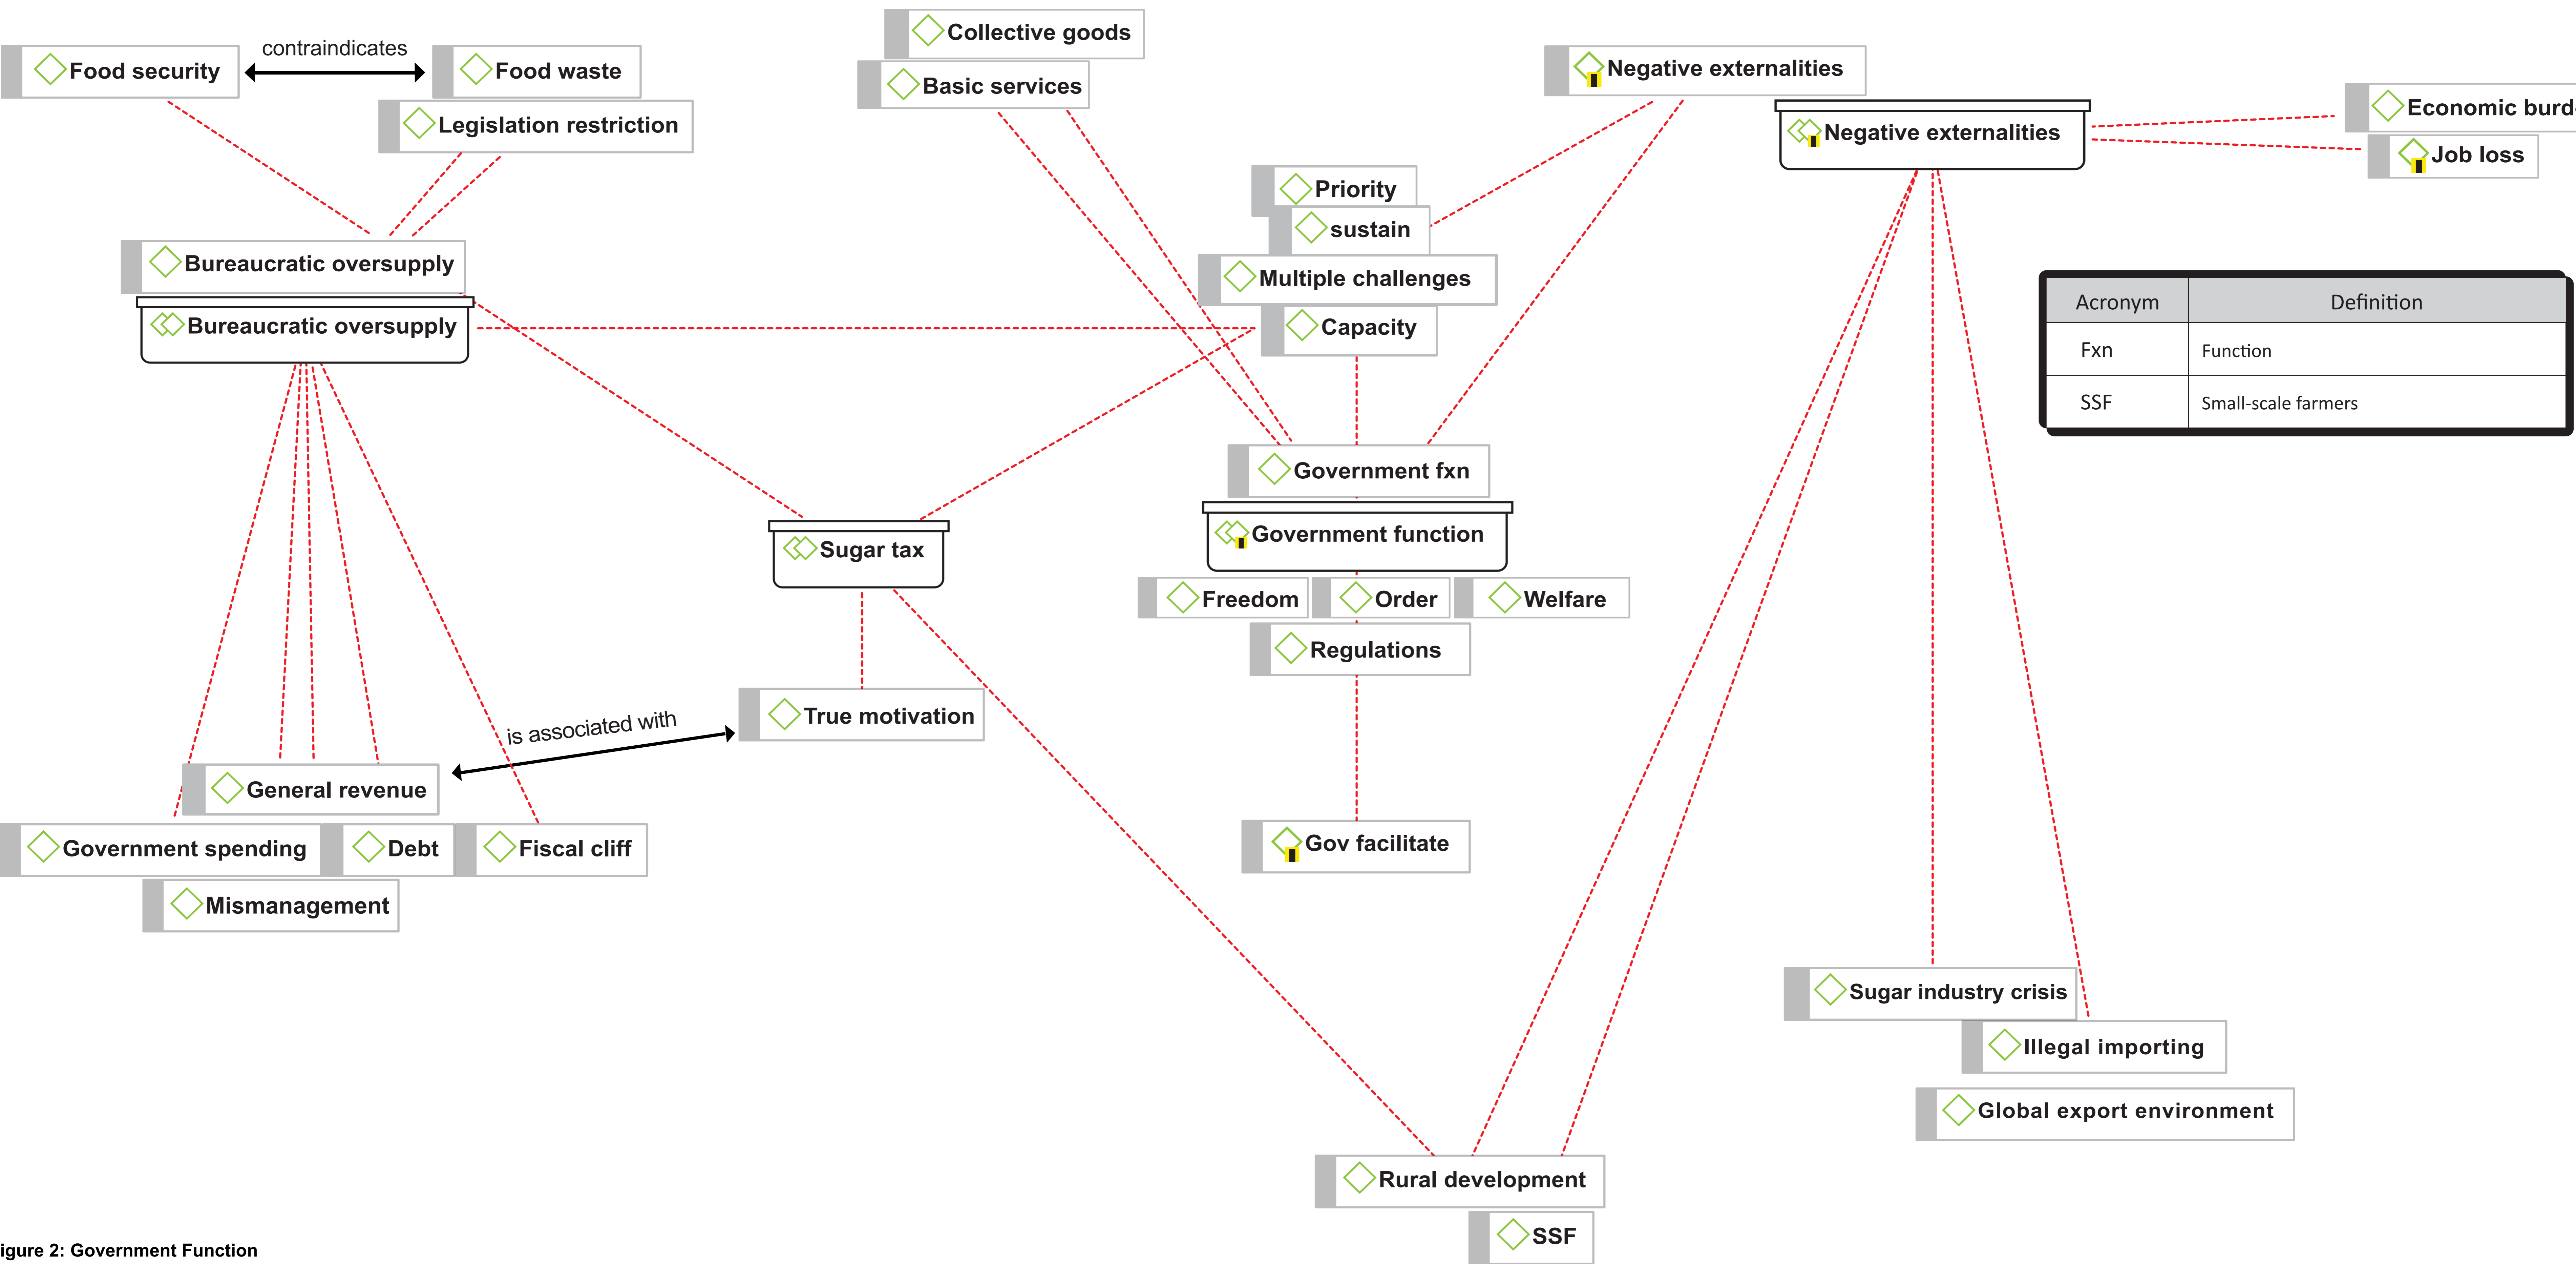 Collective goods
contraindicates
Food security
Food waste
Basic services
Negative externalities
Economic burd
Legislation restriction
Negative externalities
Job loss
Priority
sustain
Bureaucratic oversupply
Multiple challenges
Bureaucratic oversupply
Capacity
Acronym Definition
Fxn Function
SSF Small-scale farmers
Government fxn
Sugar tax
Government function
Freedom Order Welfare
Regulations
True motivation
is associated with
General revenue
Government spending Debt Fiscal cliff
Gov facilitate
Mismanagement
Sugar industry crisis
Illegal importing
Global export environment
Rural development
SSF
igure 2: Government Function